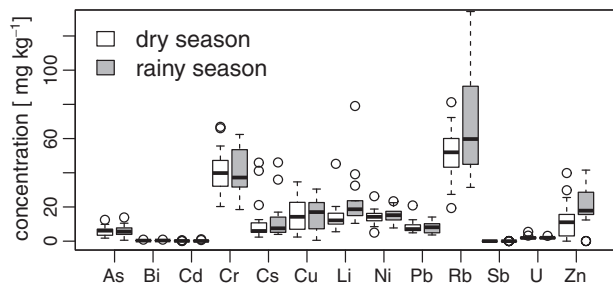 concentration [ mg kg⁻¹]
120
60
20
0
dry season
rainy season
As Bi Cd Cr Cs Cu Li Ni Pb Rb Sb U Zn